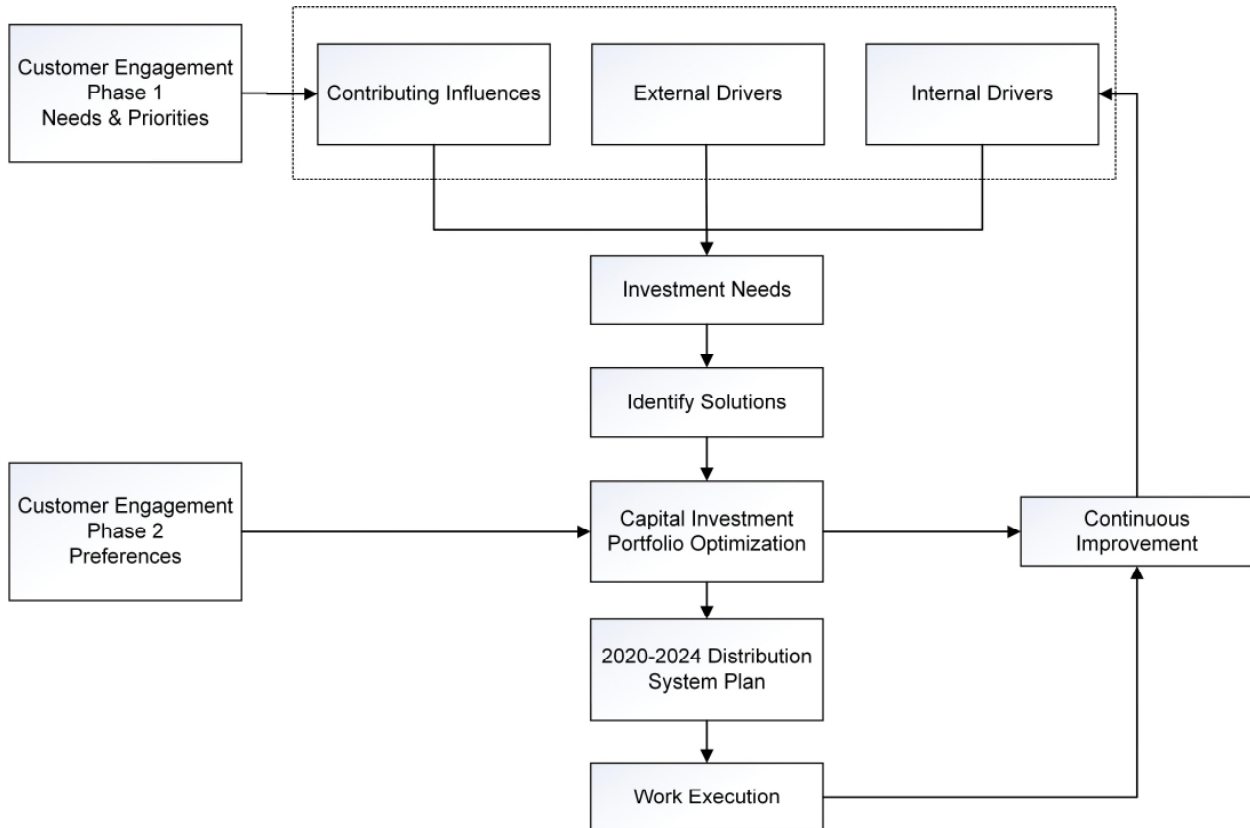 Customer Engagement
Phase 1
Needs & Priorities
Contributing Influences
External Drivers
Internal Drivers
Investment Needs
Identify Solutions
Customer Engagement
Phase 2
Preferences
Capital Investment
Portfolio Optimization
Continuous
Improvement
2020-2024 Distribution
System Plan
Work Execution